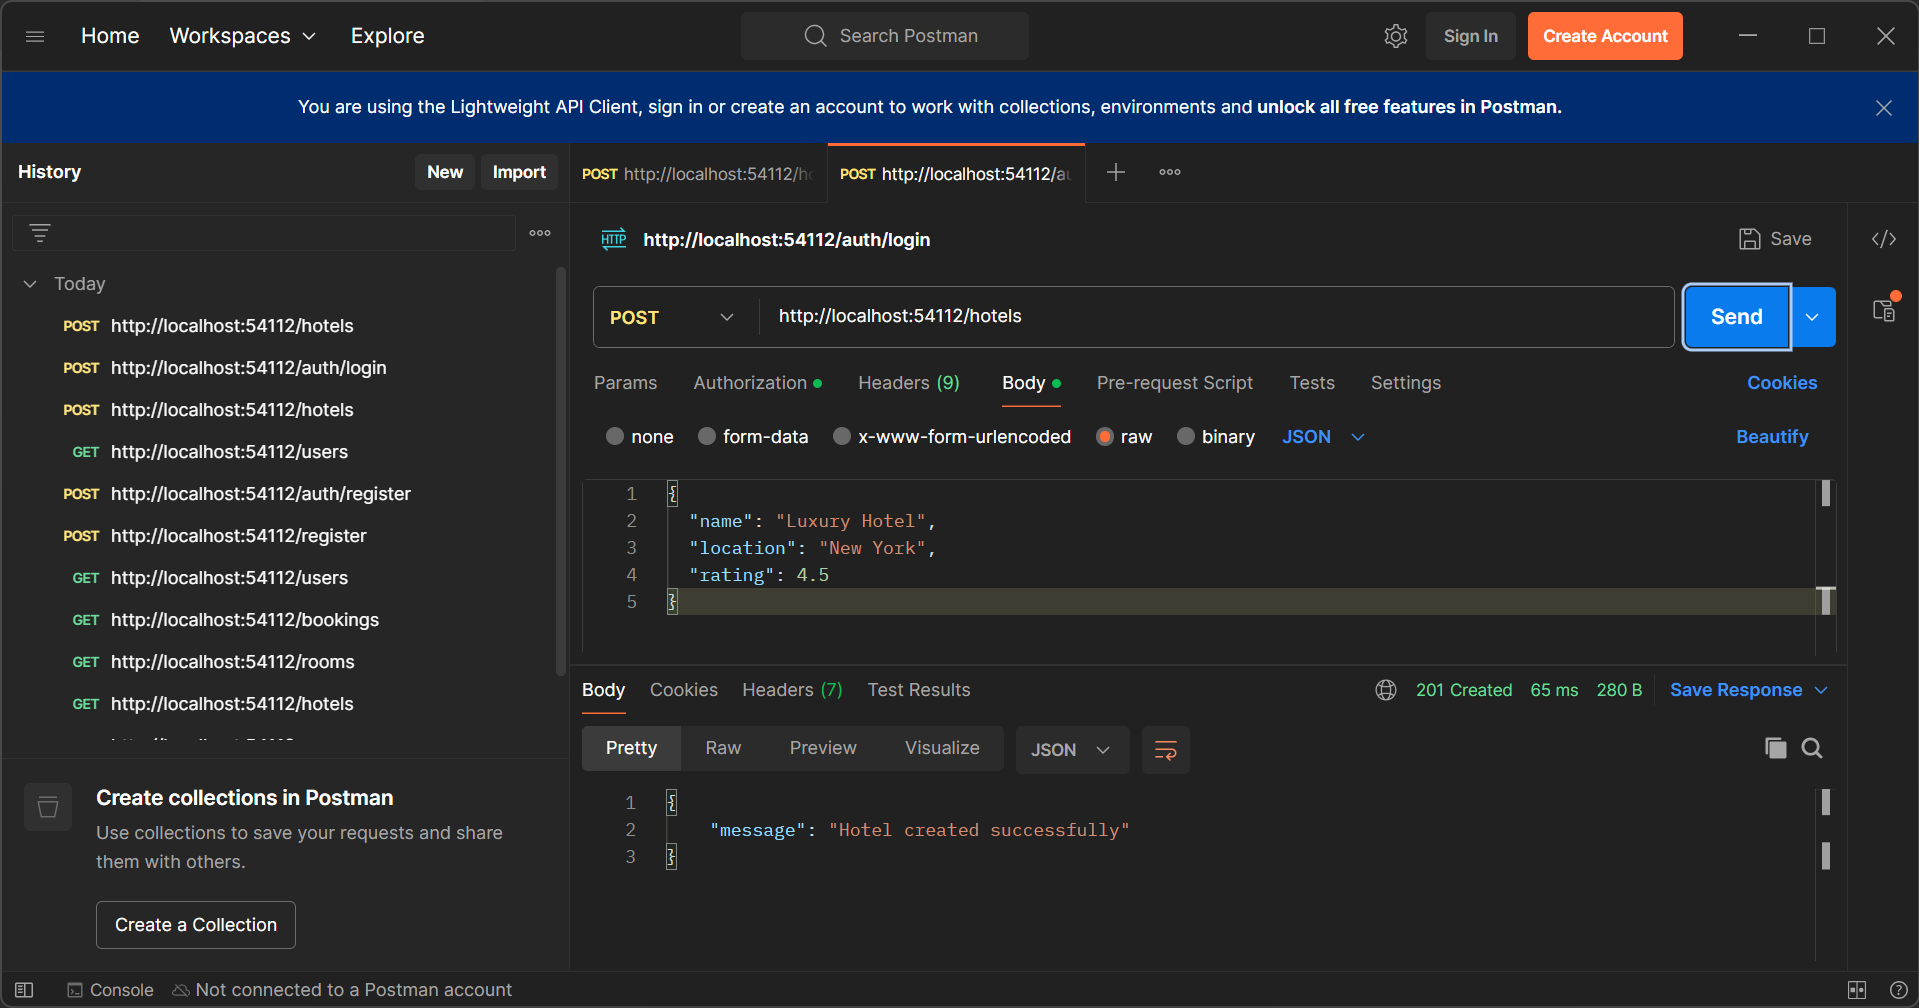 Home Workspaces Explore Search Postman Sign In Create Account
You are using the Lightweight API Client, sign in or create an account to work with collections, environments and unlock all free features in Postman.
History New Import
Today
POST http://localhost:54112/hotels
POST http://localhost:54112/auth/login
POST http://localhost:54112/hotels
GET http://localhost:54112/users
POST http://localhost:54112/auth/register
POST http://localhost:54112/register
GET http://localhost:54112/users
GET http://localhost:54112/bookings
GET http://localhost:54112/rooms
GET http://localhost:54112/hotels
Create collections in Postman
Use collections to save your requests and share
them with others.
Create a Collection
POST http://localhost:54112/ho POST http://localhost:54112/au
HTTP http://localhost:54112/auth/login Save
POST http://localhost:54112/hotels Send
Params Authorization Headers (9) Body Pre-request Script Tests Settings Cookies
none form-data x-www-form-urlencoded raw binary JSON Beautify
1 {
2 "name": "Luxury Hotel",
3 "location": "New York",
4 "rating": 4.5
5 }
Body Cookies Headers (7) Test Results 201 Created 65 ms 280 B Save Response
Pretty Raw Preview Visualize JSON
1 {
2 "message": "Hotel created successfully"
3 }
Console Not connected to a Postman account